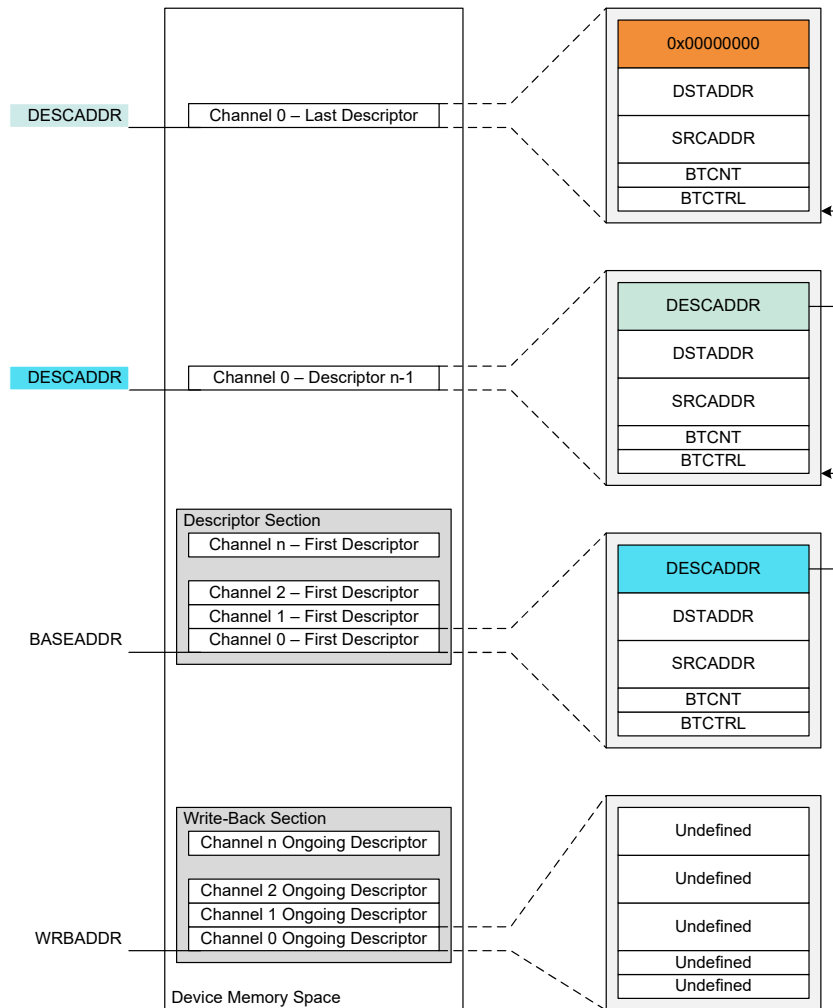 0x00000000
DSTADDR
DESCADDR
Channel 0 – Last Descriptor
SRCADDR
BTCNT
BTCTRL
DESCADDR
DSTADDR
DESCADDR
Channel 0 – Descriptor n-1
SRCADDR
BTCNT
BTCTRL
Descriptor Section
Channel n – First Descriptor
DESCADDR
Channel 2 – First Descriptor
Channel 1 – First Descriptor
DSTADDR
BASEADDR
Channel 0 – First Descriptor
SRCADDR
BTCNT
BTCTRL
Write-Back Section
Channel n Ongoing Descriptor
Undefined
Channel 2 Ongoing Descriptor
Undefined
Channel 1 Ongoing Descriptor
Undefined
WRBADDR
Channel 0 Ongoing Descriptor
Undefined
Undefined
Device Memory Space